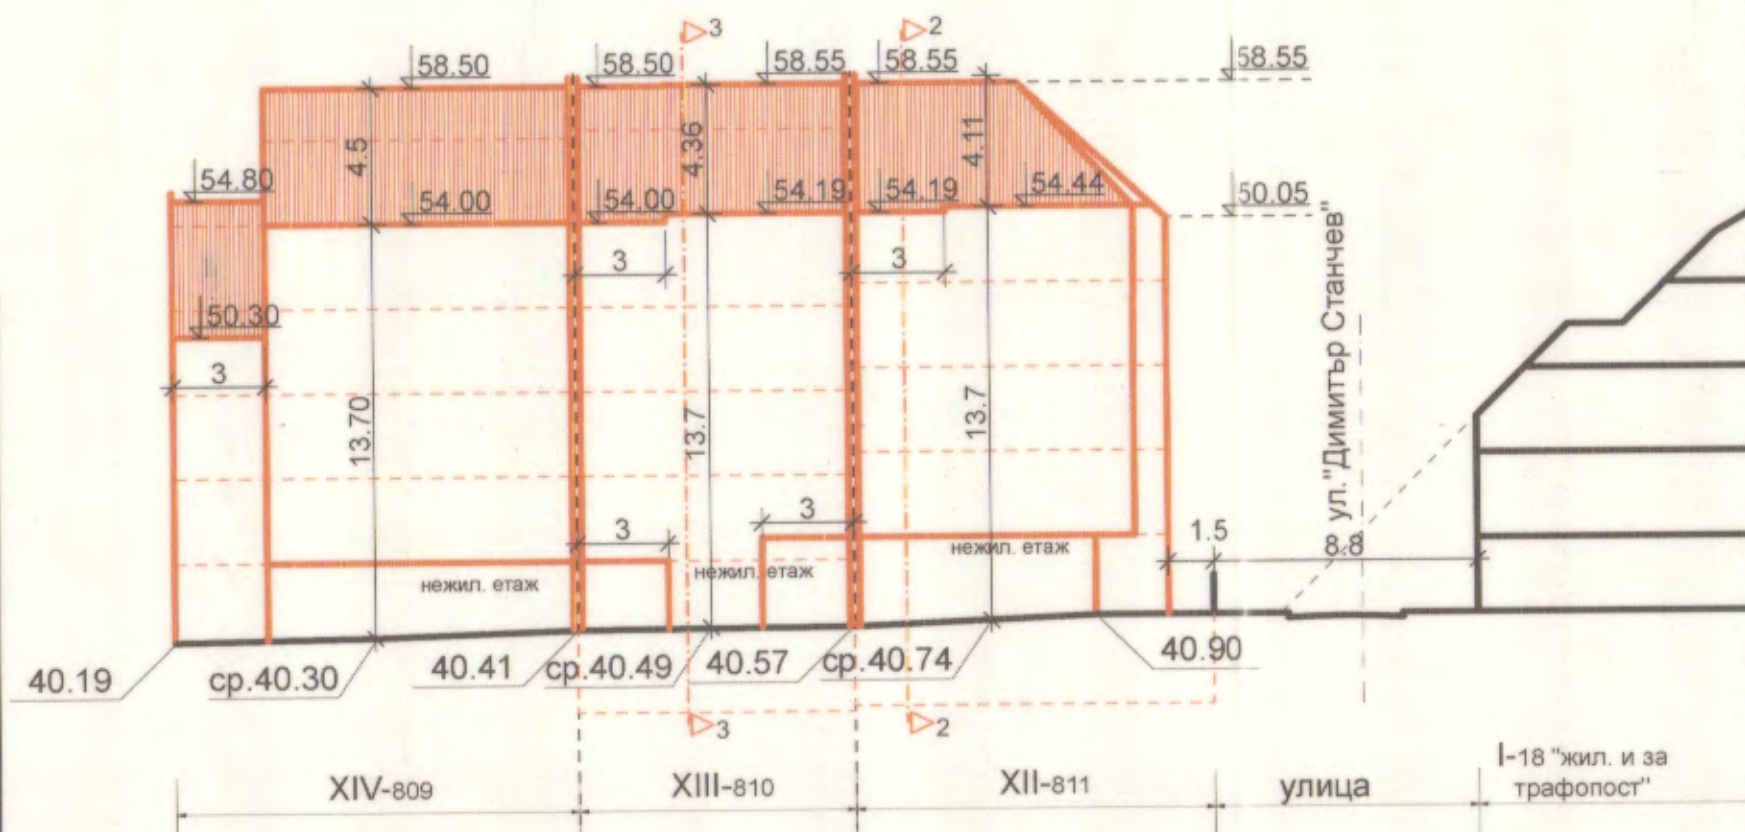 3
2
58.50
58.50
58.55
58.55
58.55
4.5
4.36
4.11
54.80
54.00
54.00
54.19
54.19
54.44
50.05
3
3
50.30
3
13.70
13.7
13.7
ул."Димитър Станчев"
3
3
1.5
8.8
нежил. етаж
нежил. етаж
нежил. етаж
40.19
ср.40.30
40.41
ср.40.49
40.57
ср.40.74
40.90
3
2
XIV-809
XIII-810
XII-811
улица
I-18 "жил. и за
трафопост"